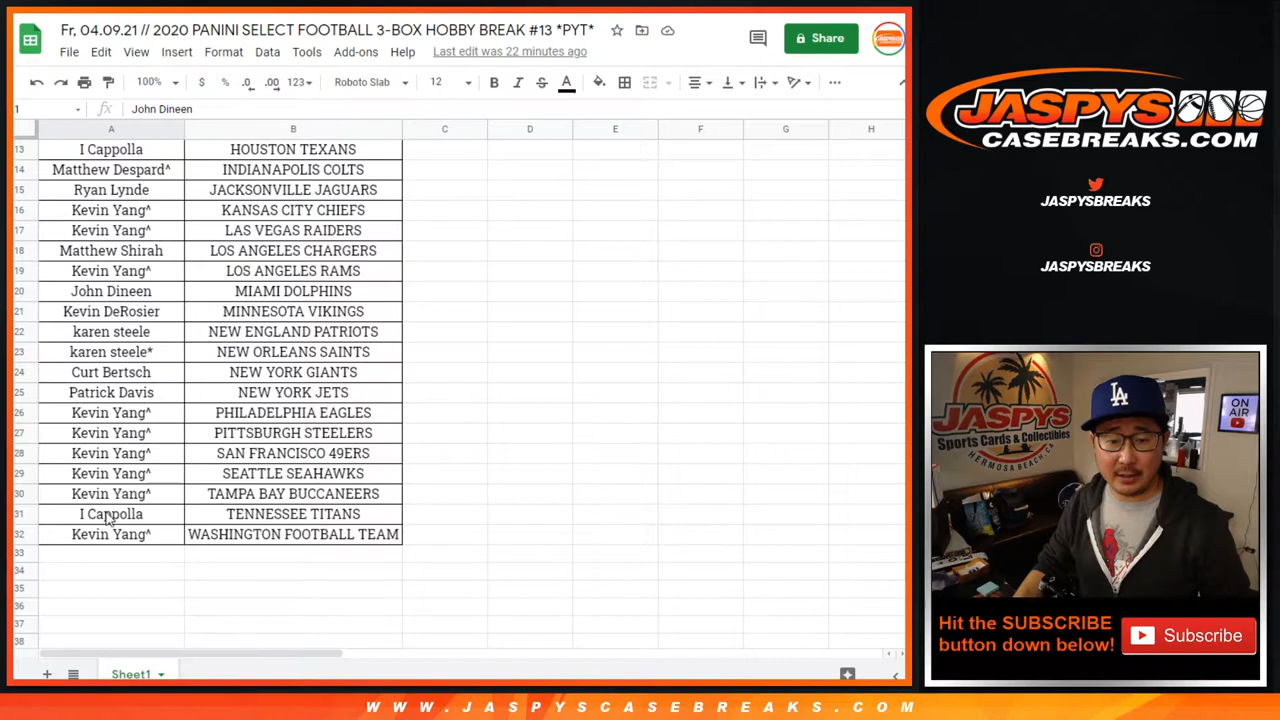 Fr, 04.09.21 // 2020 PANINI SELECT FOOTBALL 3-BOX HOBBY BREAK #13 *PYT*
File Edit View Insert Format Data Tools Add-ons Help Last edit was 22 minutes ago
Share
100% $ % .0 .00 123 Roboto Slab 12 B I S A
1 fx John Dineen
A B C D E F G H
13 I Cappolla HOUSTON TEXANS
14 Matthew Despard^ INDIANAPOLIS COLTS
15 Ryan Lynde JACKSONVILLE JAGUARS
16 Kevin Yang^ KANSAS CITY CHIEFS
17 Kevin Yang^ LAS VEGAS RAIDERS
18 Matthew Shirah LOS ANGELES CHARGERS
19 Kevin Yang^ LOS ANGELES RAMS
20 John Dineen MIAMI DOLPHINS
21 Kevin DeRosier MINNESOTA VIKINGS
22 karen steele NEW ENGLAND PATRIOTS
23 karen steele* NEW ORLEANS SAINTS
24 Curt Bertsch NEW YORK GIANTS
25 Patrick Davis NEW YORK JETS
26 Kevin Yang^ PHILADELPHIA EAGLES
27 Kevin Yang^ PITTSBURGH STEELERS
28 Kevin Yang^ SAN FRANCISCO 49ERS
29 Kevin Yang^ SEATTLE SEAHAWKS
30 Kevin Yang^ TAMPA BAY BUCCANEERS
31 I Cappolla TENNESSEE TITANS
32 Kevin Yang^ WASHINGTON FOOTBALL TEAM
33
34
35
36
37
38
Sheet1
JASPYS
CASEBREAKS.COM
JASPYSBREAKS
JASPYSBREAKS
JASPYS
Sports Cards & Collectibles
HERMOSA BEACH, CA
LA
ON AIR
Hit the SUBSCRIBE
button down below!
Subscribe
WWW.JASPYSCASEBREAKS.COM